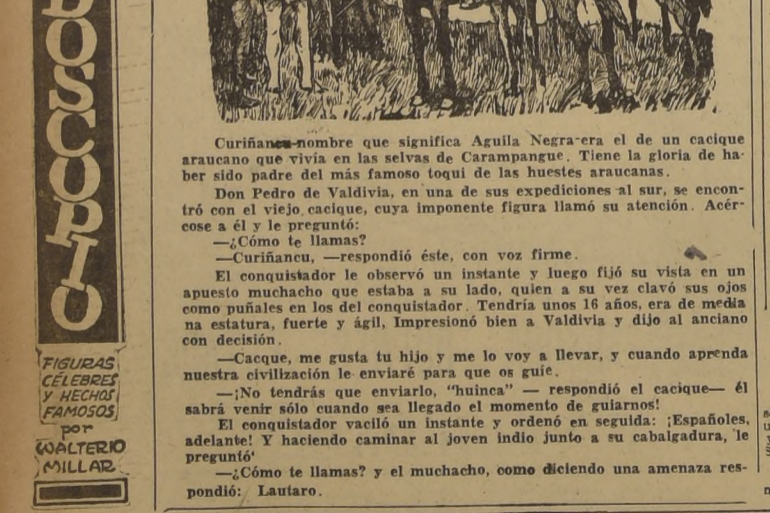 OSCOPIO
FIGURAS
CÉLEBRES
Y HECHOS
FAMOSOS
por
WALTERIO
MILLAR
Curiñancu-nombre que significa Aguila Negra-era el de un cacique
araucano que vivía en las selvas de Carampangue. Tiene la gloria de ha-
ber sido padre del más famoso toqui de las huestes araucanas.
Don Pedro de Valdivia, en una de sus expediciones al sur, se encon-
tró con el viejo cacique, cuya imponente figura llamó su atención. Acér-
cose a él y le preguntó:
—¿Cómo te llamas?
—Curiñancu, —respondió éste, con voz firme.
El conquistador le observó un instante y luego fijó su vista en un
apuesto muchacho que estaba a su lado, quien a su vez clavó sus ojos
como puñales en los del conquistador. Tendría unos 16 años, era de media
na estatura, fuerte y ágil, Impresionó bien a Valdivia y dijo al anciano
con decisión.
—Cacque, me gusta tu hijo y me lo voy a llevar, y cuando aprenda
nuestra civilización le enviaré para que os guíe.
—¡No tendrás que enviarlo, "huinca" — respondió el cacique— él
sabrá venir sólo cuando sea llegado el momento de guiarnos!
El conquistador vaciló un instante y ordenó en seguida: ¡Españoles,
adelante! Y haciendo caminar al joven indio junto a su cabalgadura, le
preguntó'
—¿Cómo te llamas? y el muchacho, como diciendo una amenaza res-
pondió: Lautaro.